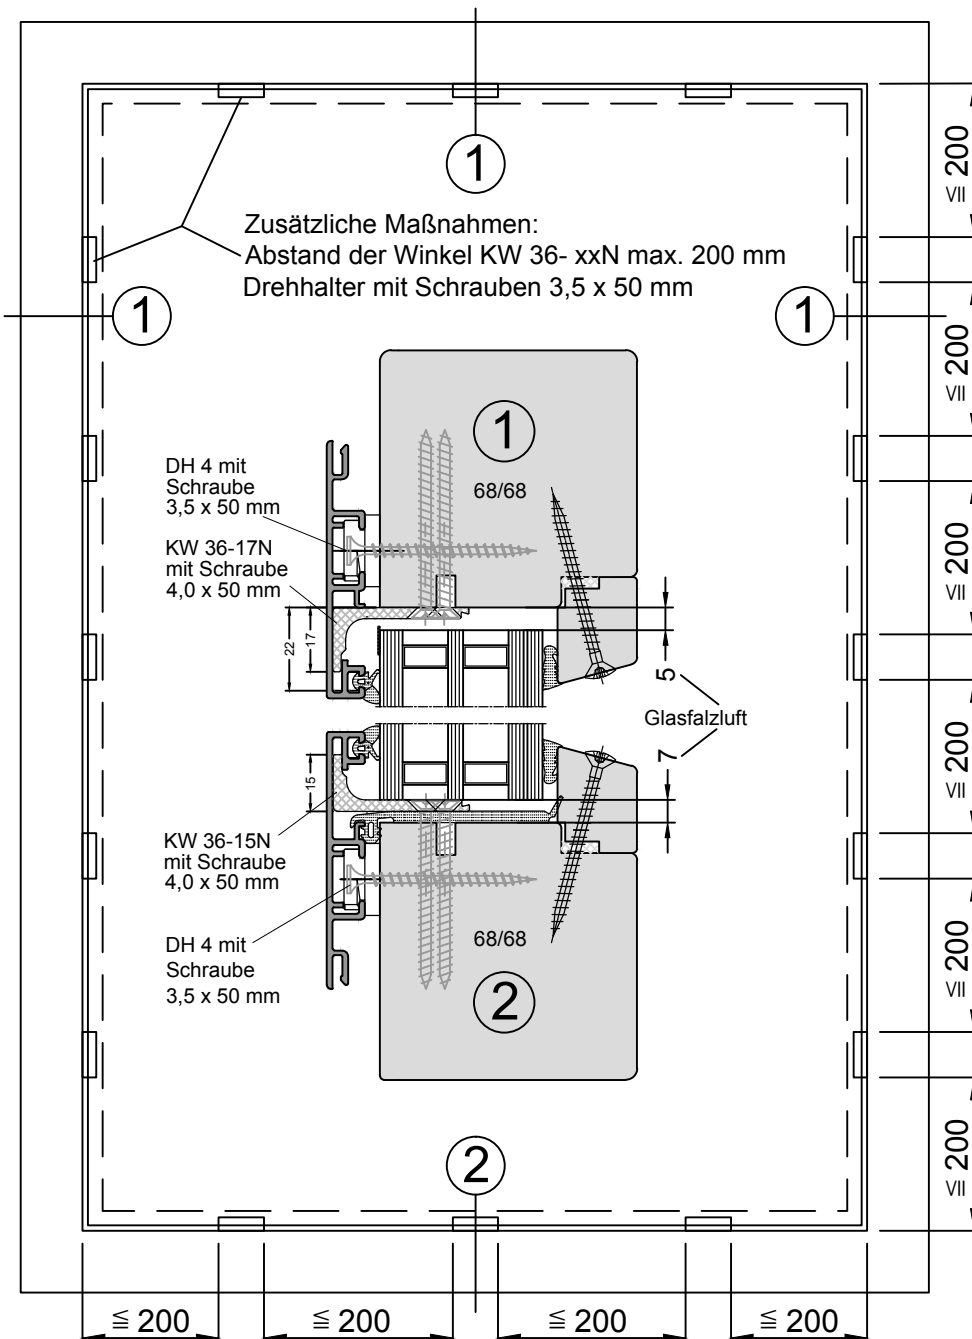 1
≦ 200
Zusätzliche Maßnahmen:
Abstand der Winkel KW 36- xxN max. 200 mm
Drehhalter mit Schrauben 3,5 x 50 mm
1
1
≦ 200
1
68/68
DH 4 mit
Schraube
3,5 x 50 mm
KW 36-17N
mit Schraube
4,0 x 50 mm
≦ 200
22
17
5
≦ 200
Glasfalzluft
7
≦ 200
15
KW 36-15N
mit Schraube
4,0 x 50 mm
DH 4 mit
Schraube
3,5 x 50 mm
68/68
2
≦ 200
2
≦ 200
≦ 200
≦ 200
≦ 200
≦ 200